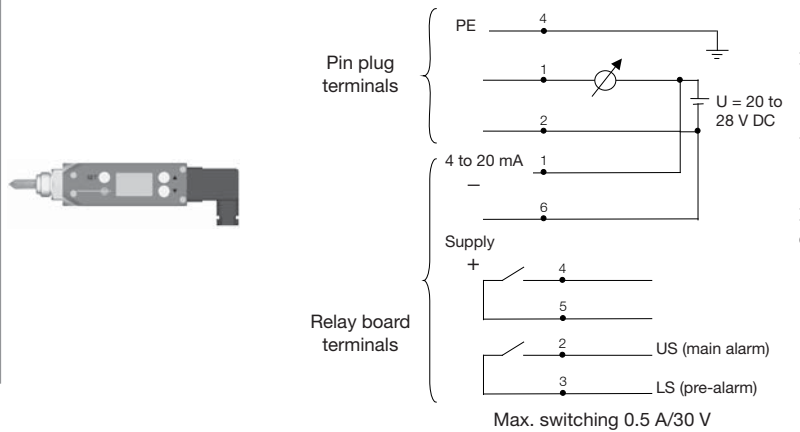 PE
4
Pin plug
terminals
1
U = 20 to
28 V DC
2
4 to 20 mA
1
−
6
Supply
+
4
5
Relay board
terminals
2
US (main alarm)
3
LS (pre-alarm)
Max. switching 0.5 A/30 V